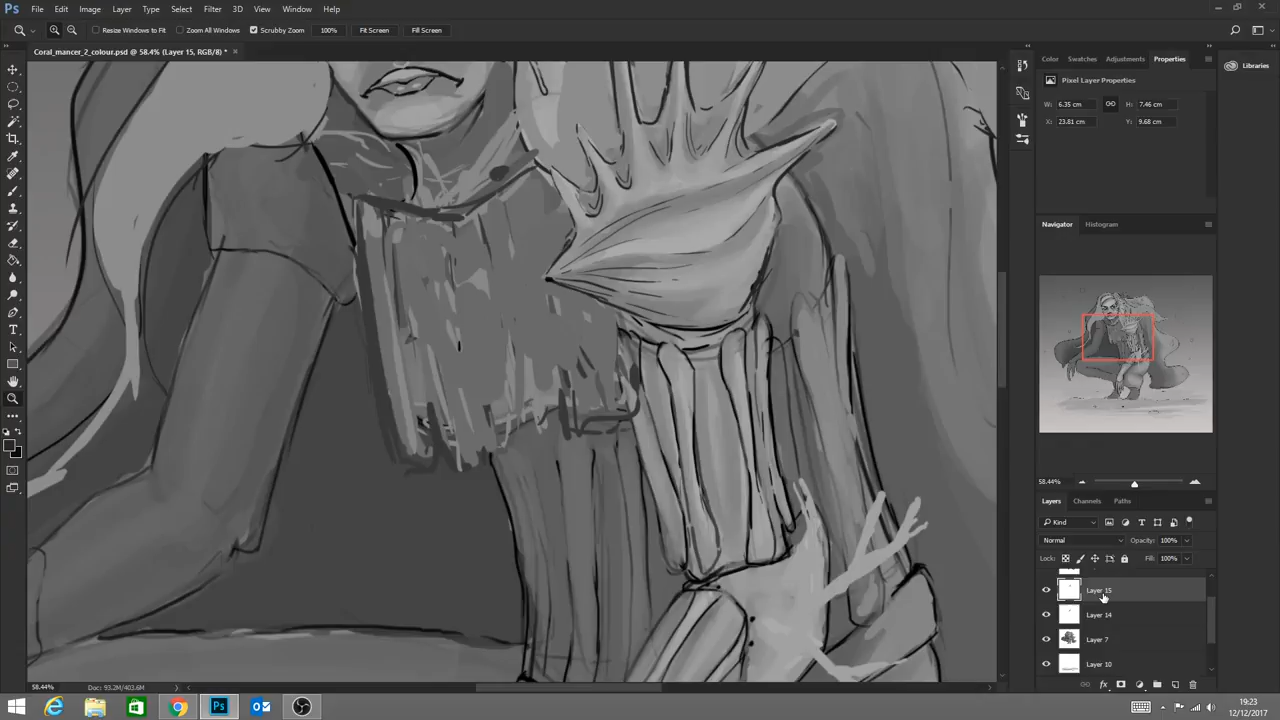 Ps File Edit Image Layer Type Select Filter 3D View Window Help
Resize Windows to Fit Zoom All Windows Scrubby Zoom 100% Fit Screen Fill Screen
Coral_mancer_2_colour.psd @ 58.4% (Layer 15, RGB/8) *
Color Swatches Adjustments Properties
Libraries
Pixel Layer Properties
W: 6.35 cm H: 7.46 cm
X: 23.81 cm Y: 9.68 cm
Navigator Histogram
58.44%
Layers Channels Paths
Kind
Normal Opacity: 100%
Lock: Fill: 100%
Layer 15
Layer 14
Layer 7
Layer 10
58.44% Doc: 93.2M/403.6M
19:23
12/12/2017